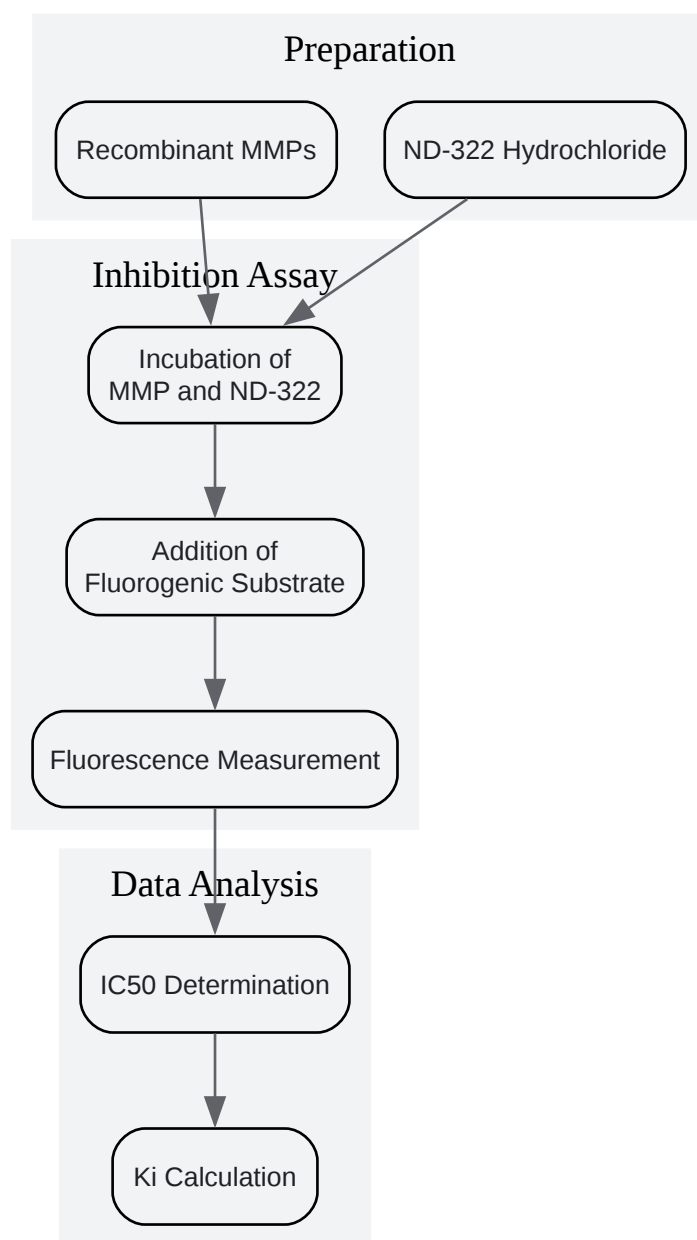 Preparation
Recombinant MMPs
ND-322 Hydrochloride
Inhibition Assay
Incubation of
MMP and ND-322
Addition of
Fluorogenic Substrate
Fluorescence Measurement
Data Analysis
IC50 Determination
Ki Calculation